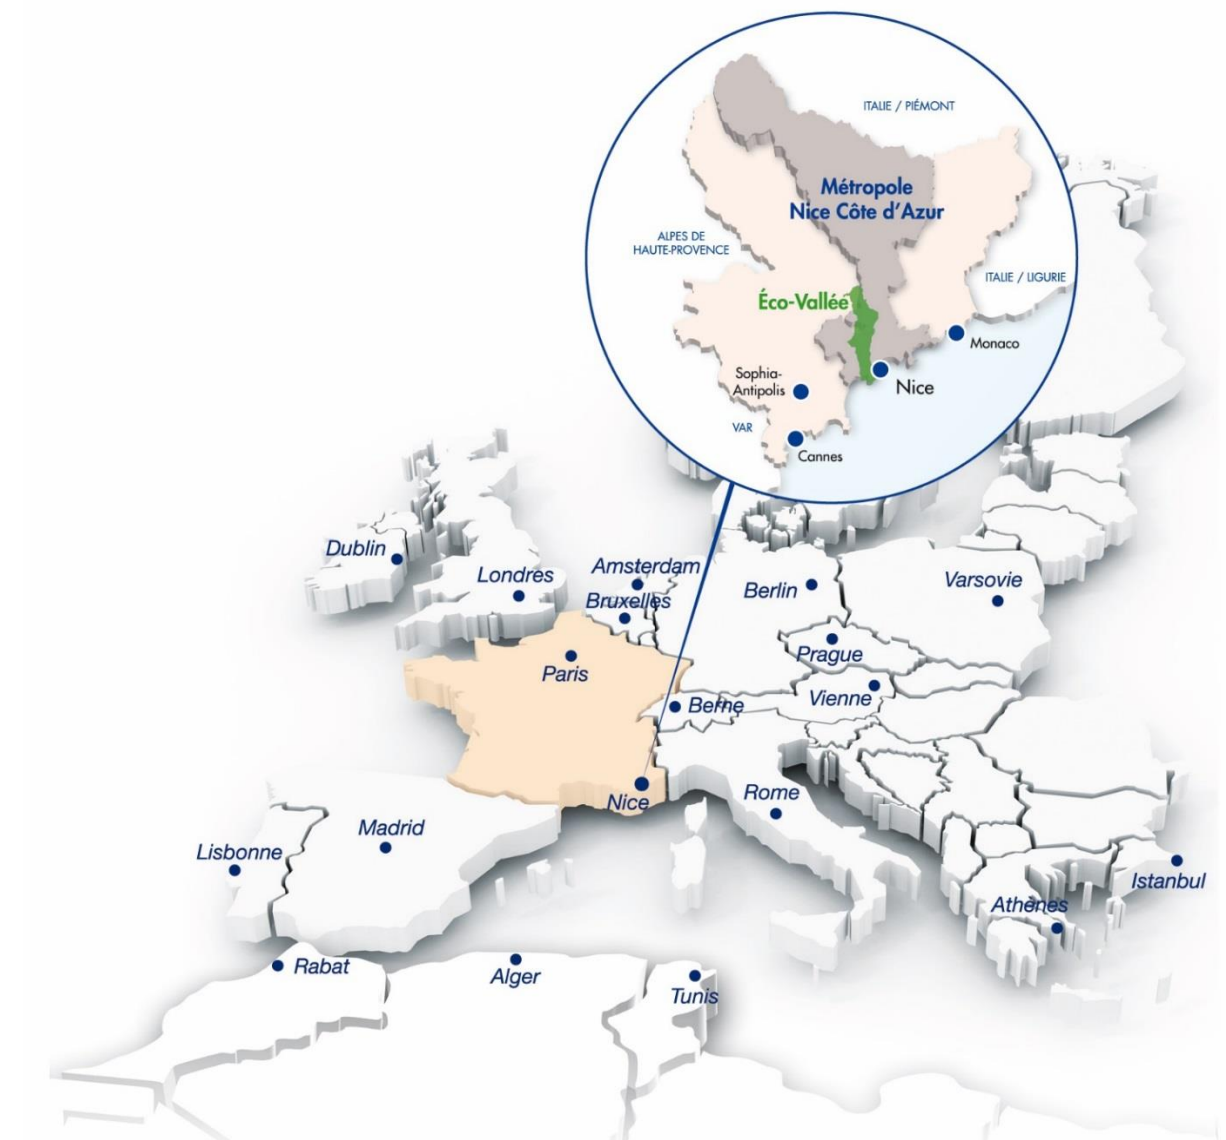 ITALIE / PIÉMONT
Métropole
Nice Côte d'Azur
ALPES DE
HAUTE-PROVENCE
ITALIE / LIGURIE
Éco-Vallée
Monaco
Sophia-
Antipolis
Nice
VAR
Cannes
Dublin
Londres
Amsterdam
Bruxelles
Berlin
Varsovie
Paris
Prague
Berne
Vienne
Nice
Rome
Madrid
Lisbonne
Istanbul
Athènes
Rabat
Alger
Tunis